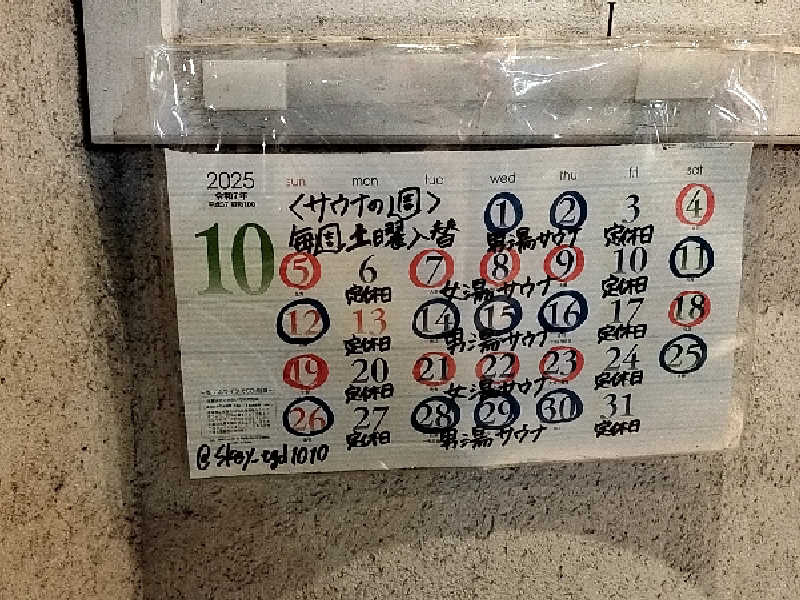 2025
令和7年
10
sun mon tue wed thu fri sat
〈サウナの1周〉
毎週土曜入替
1 2 3 4
男湯サウナ 定休日
5 6 7 8 9 10 11
定休日 女湯サウナ 定休日
12 13 14 15 16 17 18
定休日 男湯サウナ 定休日
19 20 21 22 23 24 25
定休日 女湯サウナ 定休日
26 27 28 29 30 31
定休日 男湯サウナ 定休日